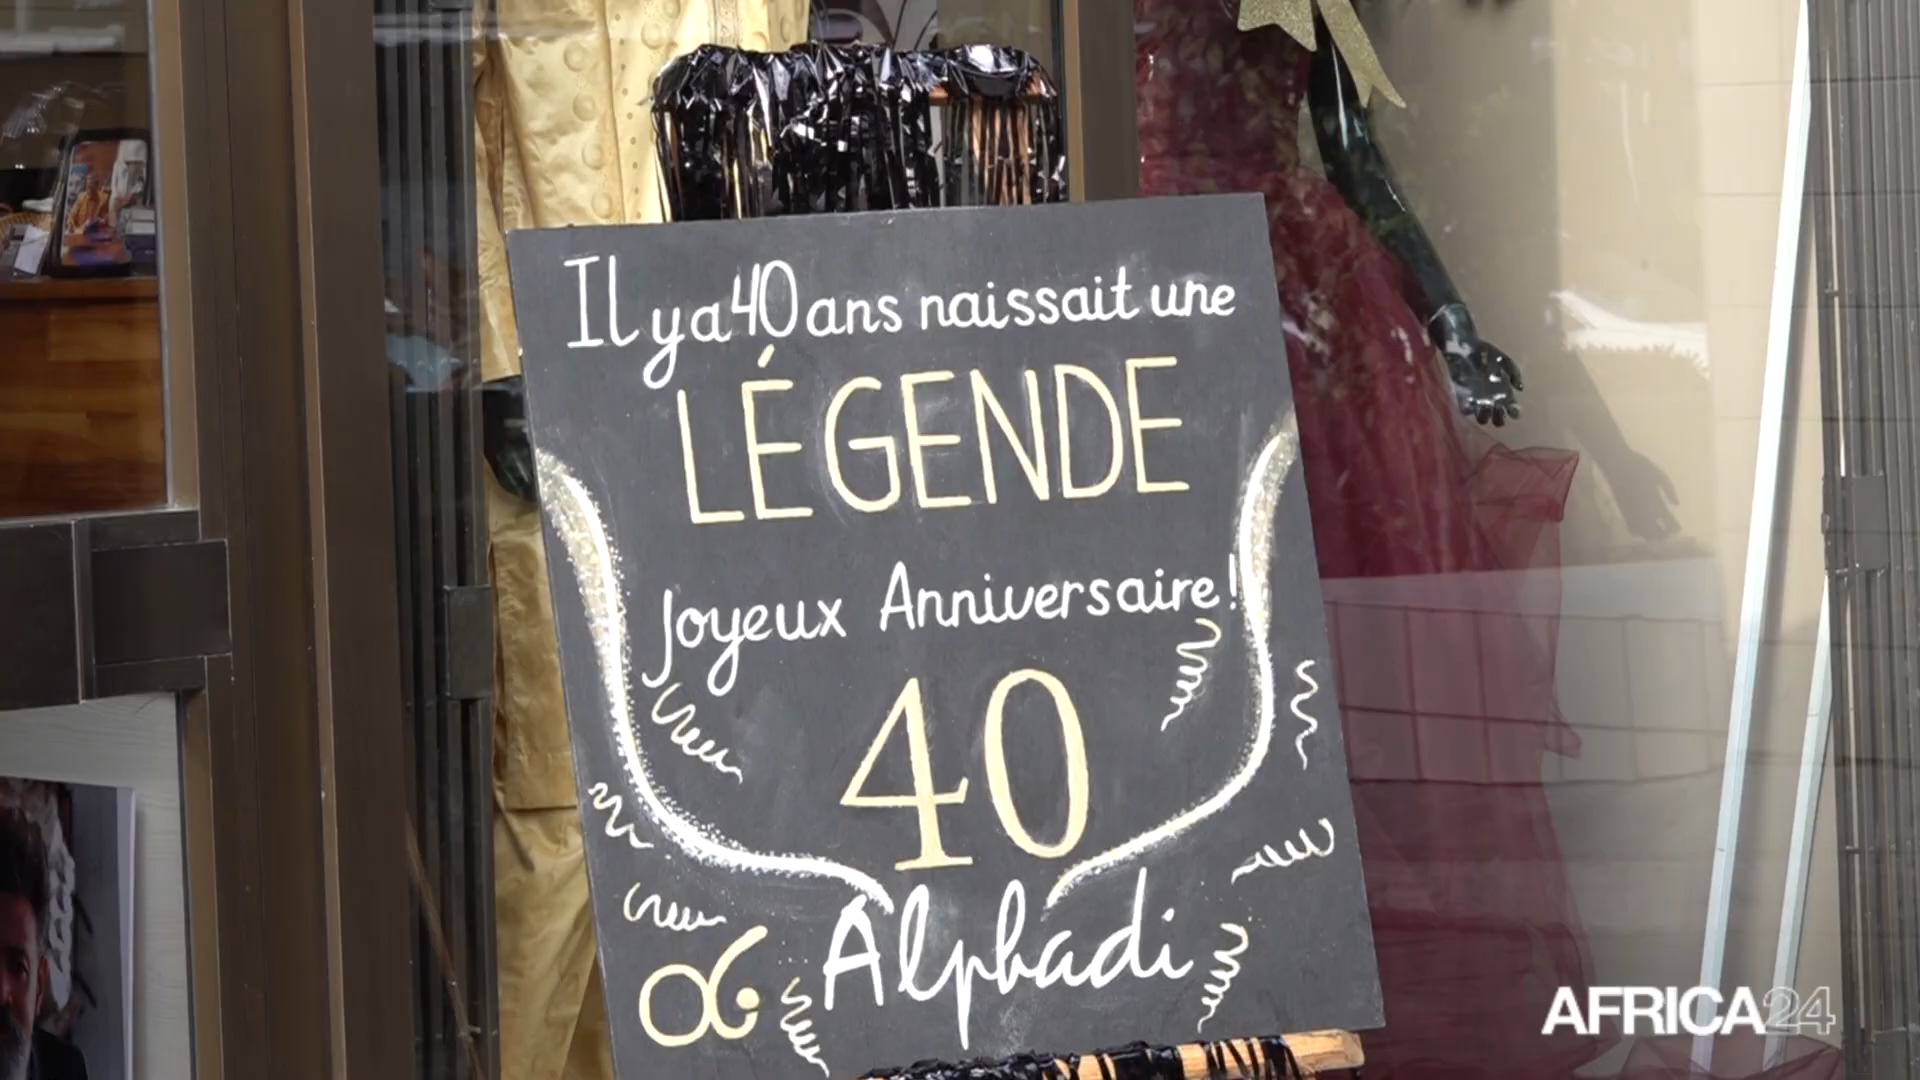 Il y a 40 ans naissait une
LÉGENDE
Joyeux Anniversaire!
40
Alphadi
AFRICA24